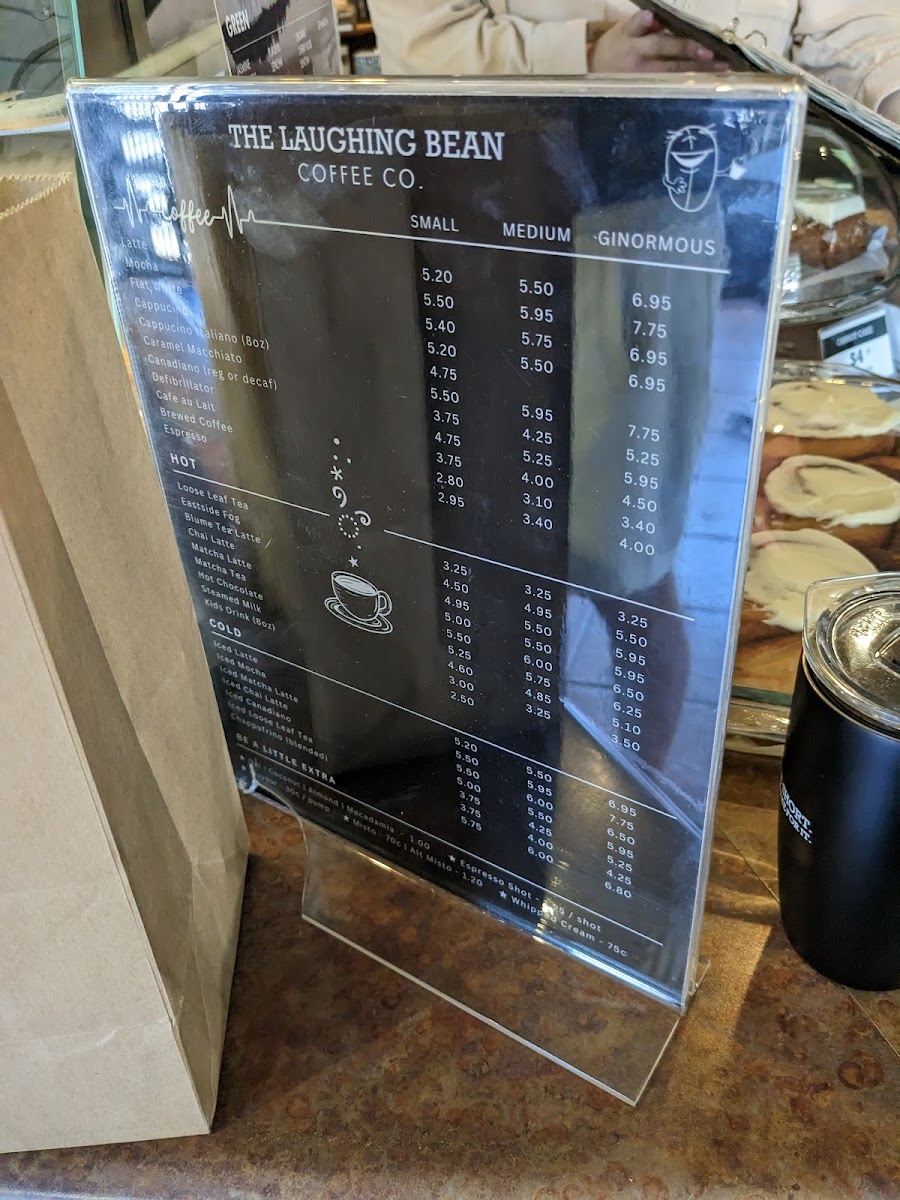 GREEN
THE LAUGHING BEAN
COFFEE CO.
Coffee SMALL MEDIUM GINORMOUS
Latte 5.20 5.50 6.95
Mocha 5.50 5.95 7.75
Flat White 5.40 5.75 6.95
Cappucino 5.20 5.50 6.95
Cappucino Italiano (8oz) 4.75
Caramel Macchiato 5.50 5.95 7.75
Canadiano (reg or decaf) 3.75 4.25 5.25
Defibrillator 4.75 5.25 5.95
Cafe au Lait 3.75 4.00 4.50
Brewed Coffee 2.80 3.10 3.40
Espresso 2.95 3.40 4.00
HOT
Loose Leaf Tea 3.25 3.25 3.25
Eastside Fog 4.50 4.95 5.50
Blume Tea Latte 4.95 5.50 5.95
Chai Latte 5.00 5.50 5.95
Matcha Latte 5.50 6.00 6.50
Matcha Tea 5.25 5.75 6.25
Hot Chocolate 4.60 4.85 5.10
Steamed Milk 3.00 3.25 3.50
Kids Drink (8oz) 2.50
COLD
Iced Latte 5.20 5.50 6.95
Iced Mocha 5.50 5.95 7.75
Iced Matcha Latte 5.50 6.00 6.50
Iced Chai Latte 5.00 5.50 5.95
Iced Canadiano 3.75 4.25 5.25
Iced Loose Leaf Tea 3.75 4.00 4.25
Chappufrino (blended) 5.75 6.00 6.80
BE A LITTLE EXTRA
Coconut | Almond | Macadamia - 1.00 ★ Espresso Shot - / shot
50c / pump ★ Misto - 70c | Alt Misto - 1.20 ★ Whipped Cream - 75c